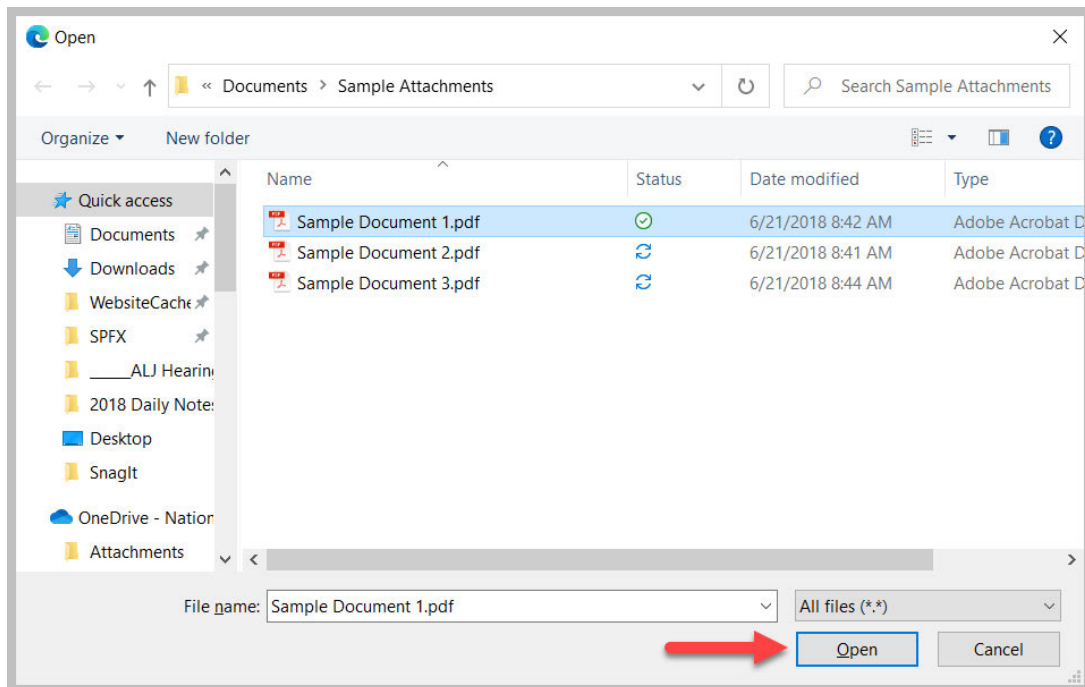 Open
« Documents > Sample Attachments
Search Sample Attachments
Organize
New folder
?
Name Status Date modified Type
Quick access
Documents
Downloads
WebsiteCache
SPFX
_____ALJ Hearing
2018 Daily Notes
Desktop
SnagIt
OneDrive - Nation
Attachments
Sample Document 1.pdf 6/21/2018 8:42 AM Adobe Acrobat D
Sample Document 2.pdf 6/21/2018 8:41 AM Adobe Acrobat D
Sample Document 3.pdf 6/21/2018 8:44 AM Adobe Acrobat D
File name: Sample Document 1.pdf All files (*.*)
Open Cancel